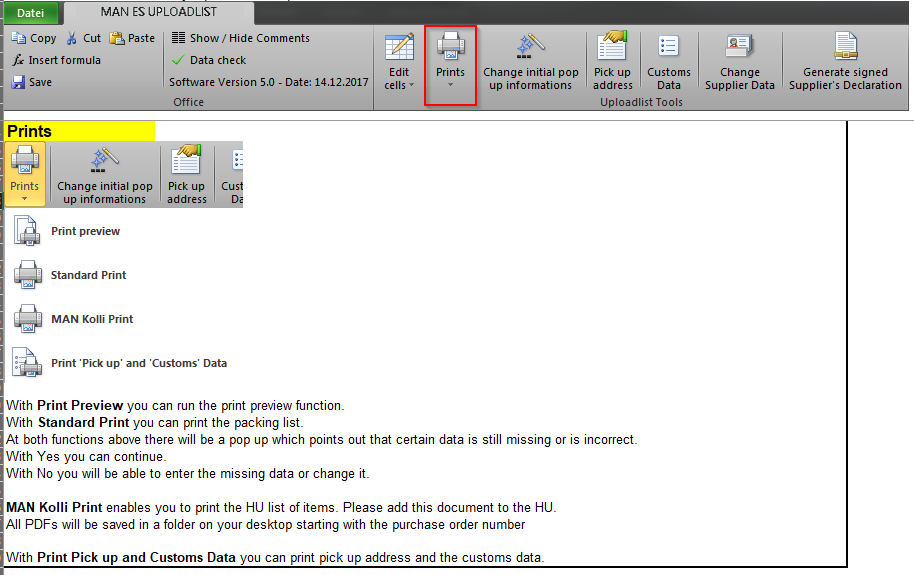 Datei
MAN ES UPLOADLIST
Copy Cut Paste
Insert formula
Save
Show / Hide Comments
Data check
Software Version 5.0 - Date: 14.12.2017
Office
Edit
cells
Prints
Change initial pop
up informations
Pick up
address
Customs
Data
Change
Supplier Data
Generate signed
Supplier's Declaration
Uploadlist Tools
Prints
Prints
Change initial pop
up informations
Pick up
address
Cust
Da
Print preview
Standard Print
MAN Kolli Print
Print 'Pick up' and 'Customs' Data
With Print Preview you can run the print preview function.
With Standard Print you can print the packing list.
At both functions above there will be a pop up which points out that certain data is still missing or is incorrect.
With Yes you can continue.
With No you will be able to enter the missing data or change it.
MAN Kolli Print enables you to print the HU list of items. Please add this document to the HU.
All PDFs will be saved in a folder on your desktop starting with the purchase order number
With Print Pick up and Customs Data you can print pick up address and the customs data.